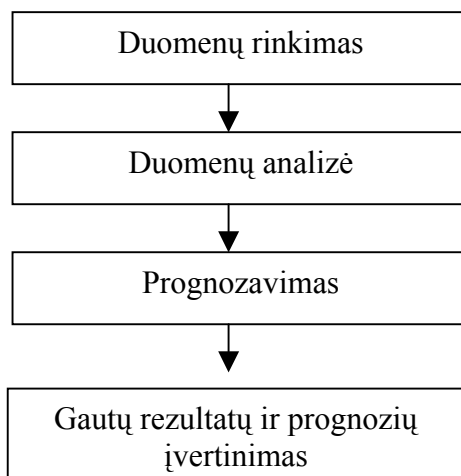 Duomenų rinkimas
Duomenų analizė
Prognozavimas
Gautų rezultatų ir prognozių
įvertinimas